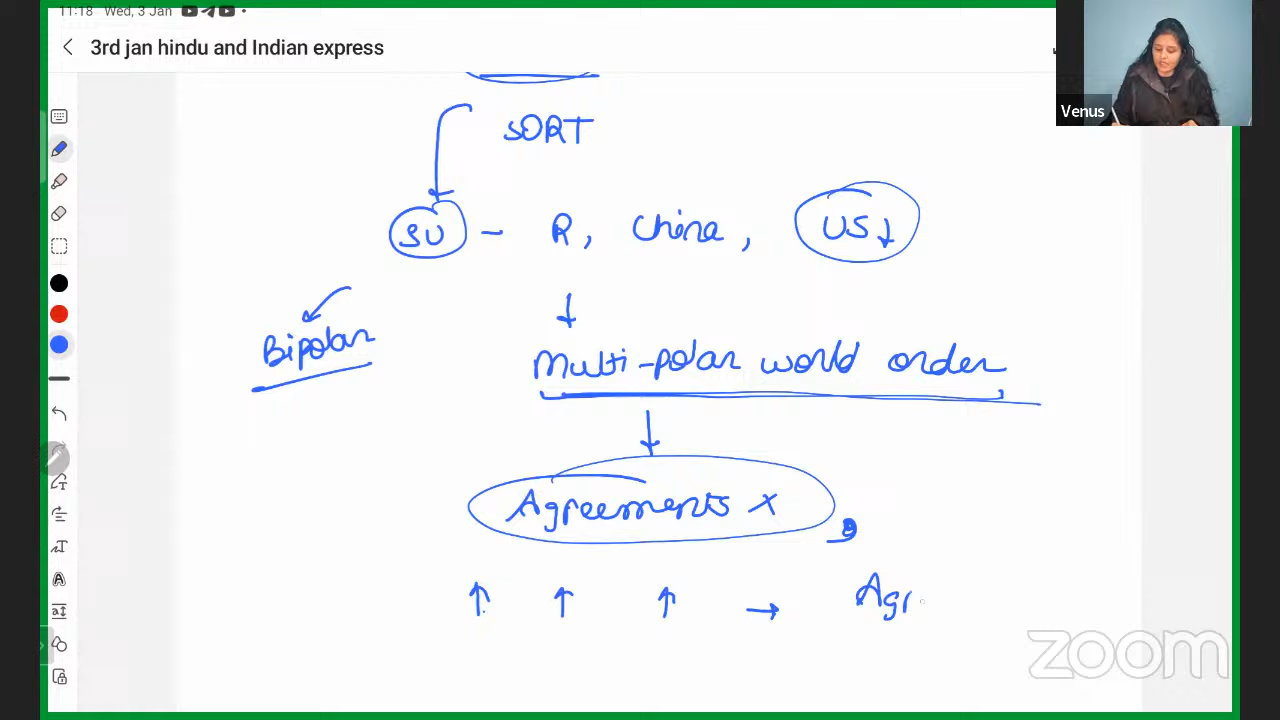 11:18 Wed, 3 Jan
3rd jan hindu and Indian express
Venus
SORT
SU - R, China, US↓
↓
Bipolar
Multi-polar world order
↓
Agreements x
↑ ↑ ↑ → Agr
zoom